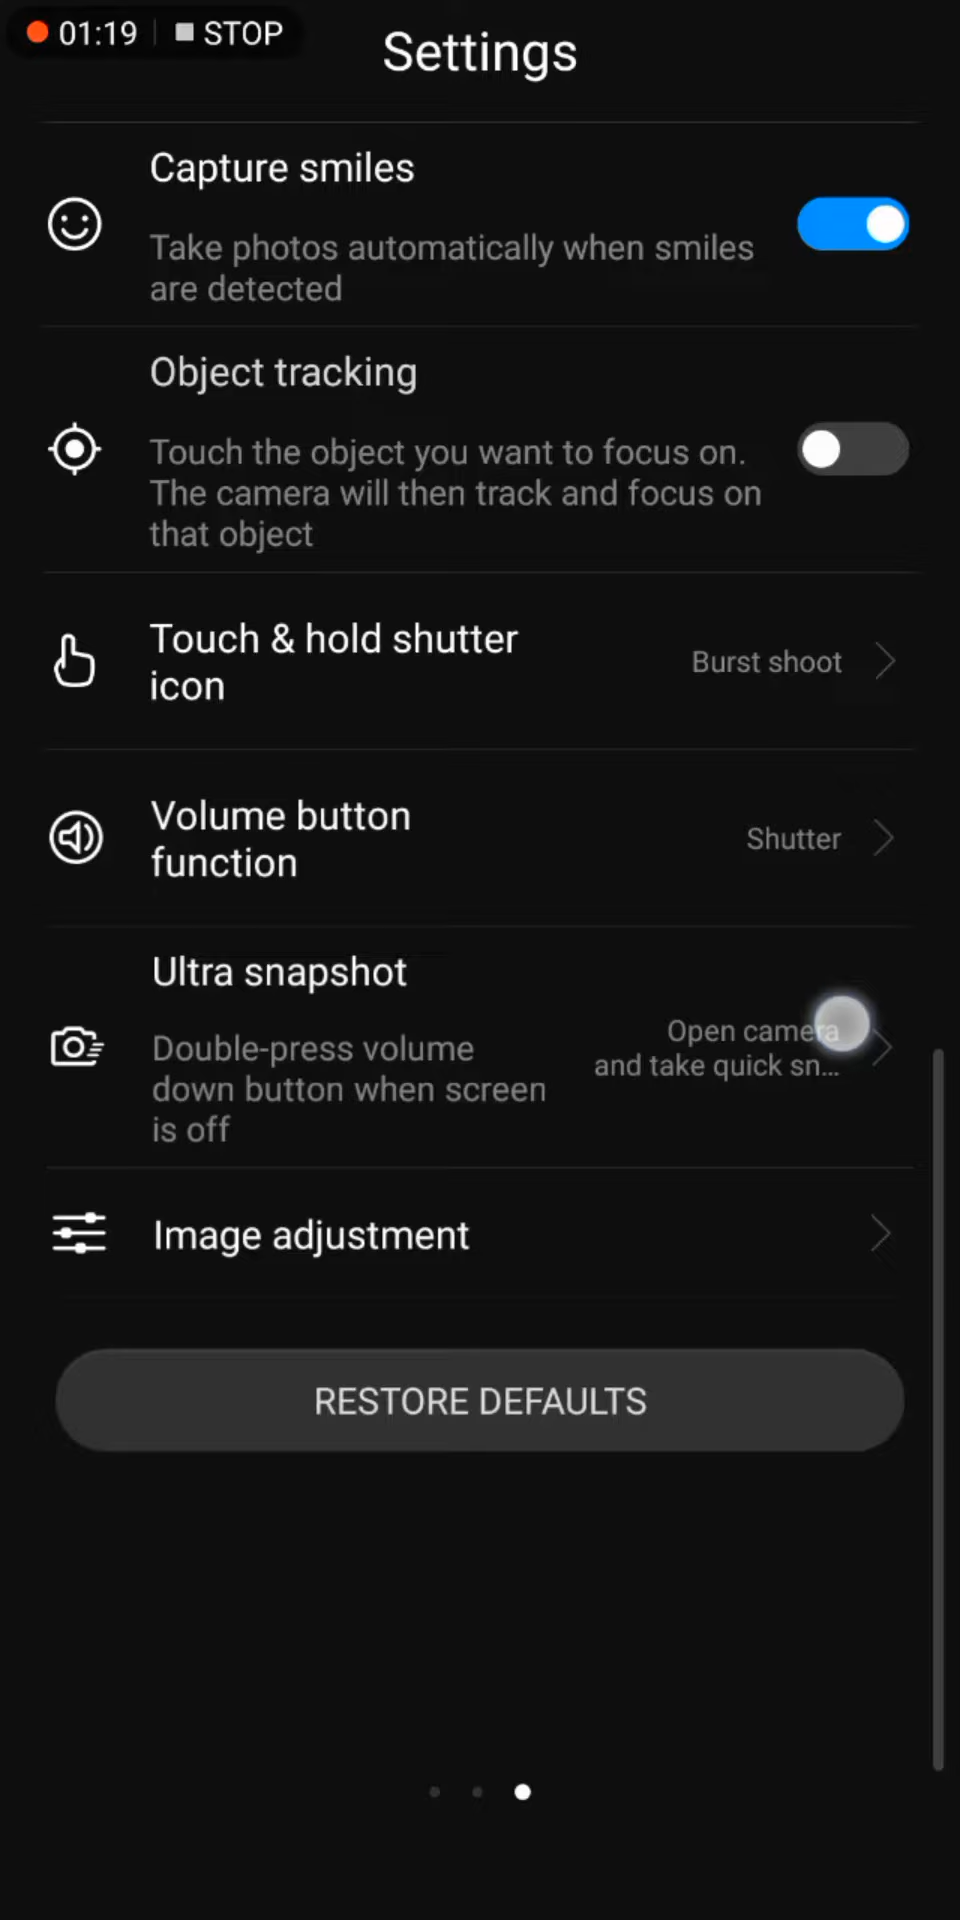 01:19 STOP
Settings
Capture smiles
Take photos automatically when smiles
are detected
Object tracking
Touch the object you want to focus on.
The camera will then track and focus on
that object
Touch & hold shutter
icon
Burst shoot
Volume button
function
Shutter
Ultra snapshot
Double-press volume
down button when screen
is off
Open camera
and take quick sn...
Image adjustment
RESTORE DEFAULTS